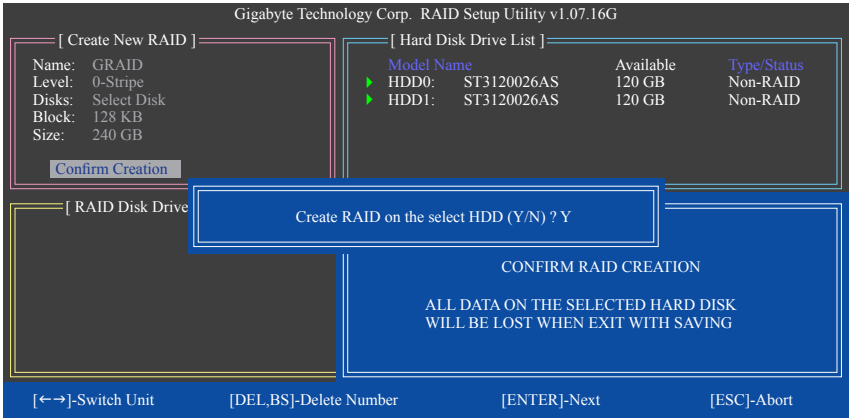 Gigabyte Technology Corp. RAID Setup Utility v1.07.16G
[ Create New RAID ]
Name: GRAID
Level: 0-Stripe
Disks: Select Disk
Block: 128 KB
Size: 240 GB
Confirm Creation
[ Hard Disk Drive List ]
Model Name Available Type/Status
HDD0: ST3120026AS 120 GB Non-RAID
HDD1: ST3120026AS 120 GB Non-RAID
[ RAID Disk Drive
Create RAID on the select HDD (Y/N) ? Y
CONFIRM RAID CREATION
ALL DATA ON THE SELECTED HARD DISK
WILL BE LOST WHEN EXIT WITH SAVING
[←→]-Switch Unit [DEL,BS]-Delete Number [ENTER]-Next [ESC]-Abort